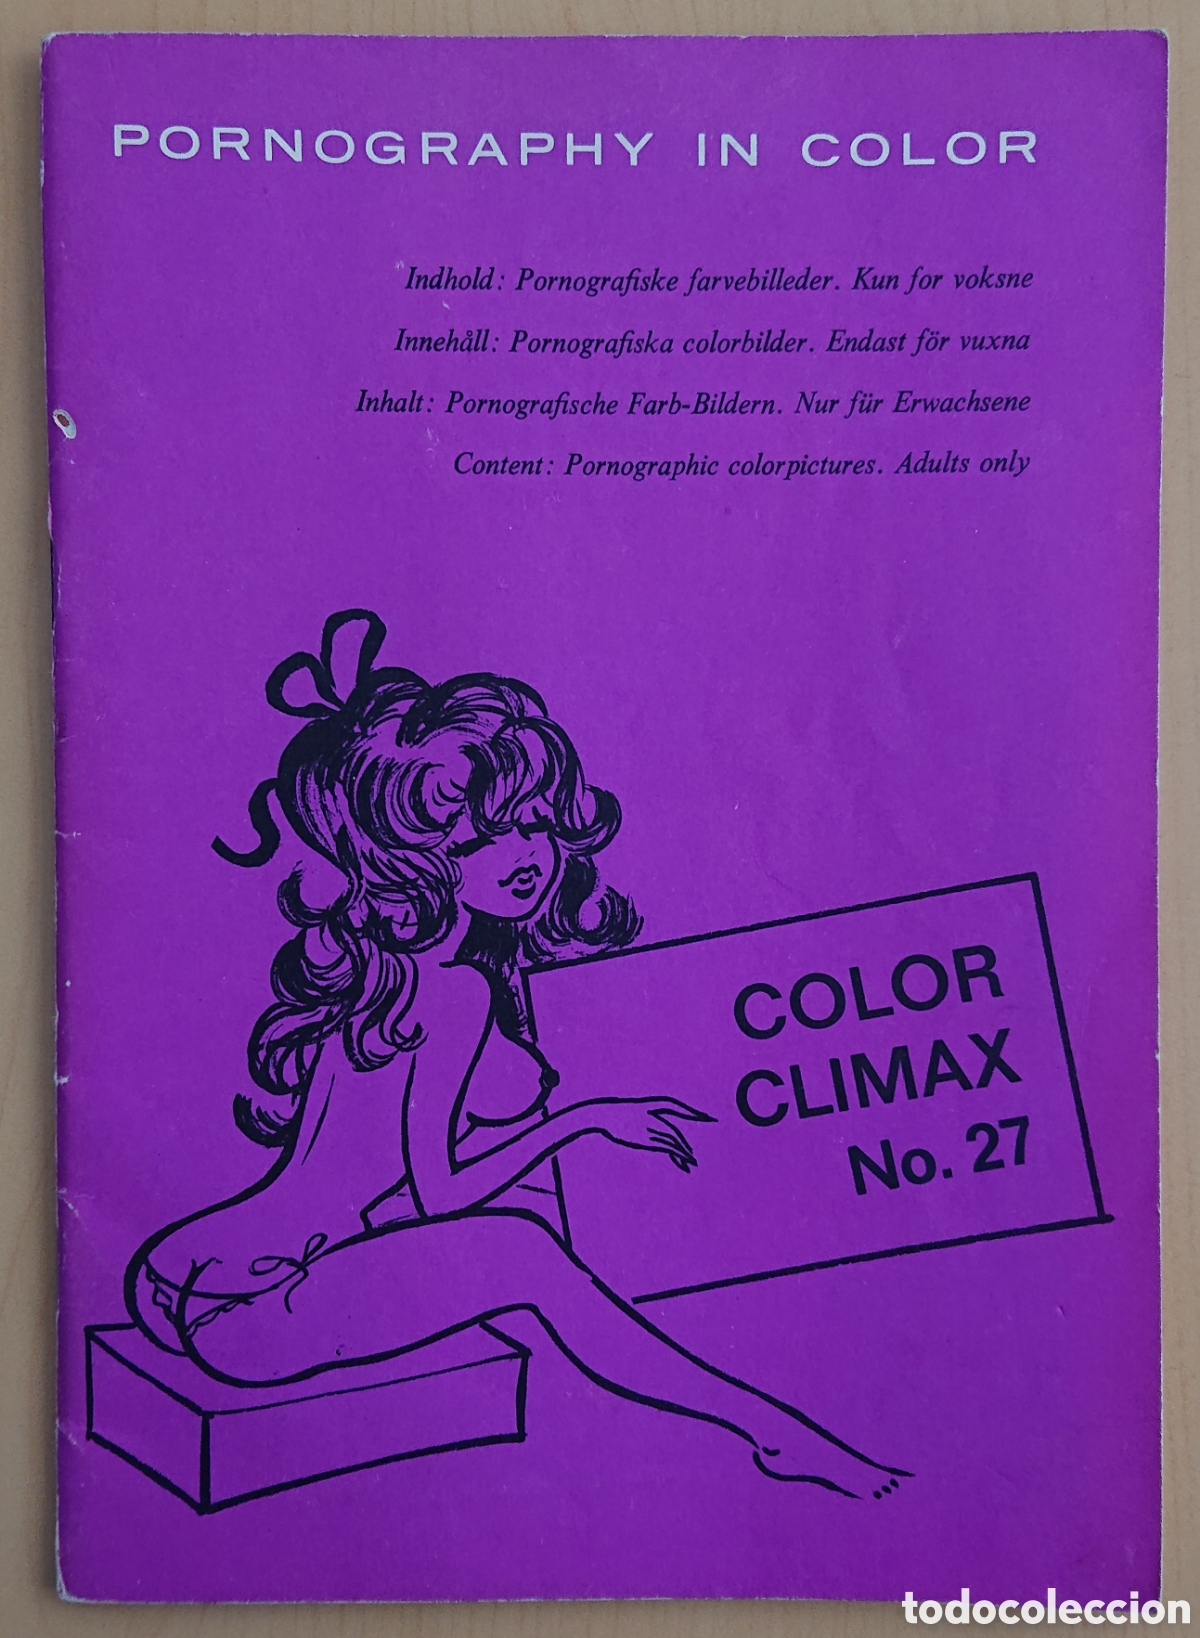 PORNOGRAPHY IN COLOR
Indhold: Pornografiske farvebilleder. Kun for voksne
Innehåll: Pornografiska colorbilder. Endast för vuxna
Inhalt: Pornografische Farb-Bildern. Nur für Erwachsene
Content: Pornographic colorpictures. Adults only
COLOR
CLIMAX
No. 27
todocoleccion